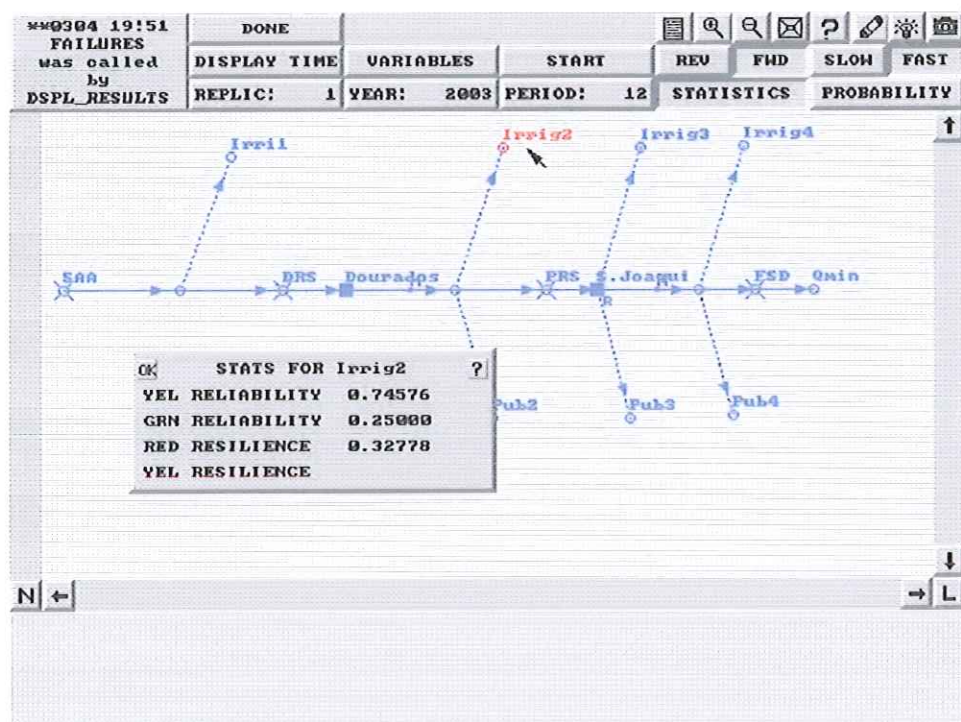 **0304 19:51
FAILURES
was called
by
DSPL_RESULTS
DONE
?
DISPLAY TIME
VARIABLES
START
REV
FWD
SLOW
FAST
REPLIC: 1
YEAR: 2003
PERIOD: 12
STATISTICS
PROBABILITY
Irri1
Irrig2
Irrig3
Irrig4
SAA
DRS
Dourados
PRS
S.Joaqui
FSD
Qmin
R
OK
STATS FOR Irrig2
?
YEL RELIABILITY 0.74576
GRN RELIABILITY 0.25000
RED RESILIENCE 0.32778
YEL RESILIENCE
Pub2
Pub3
Pub4
N
L